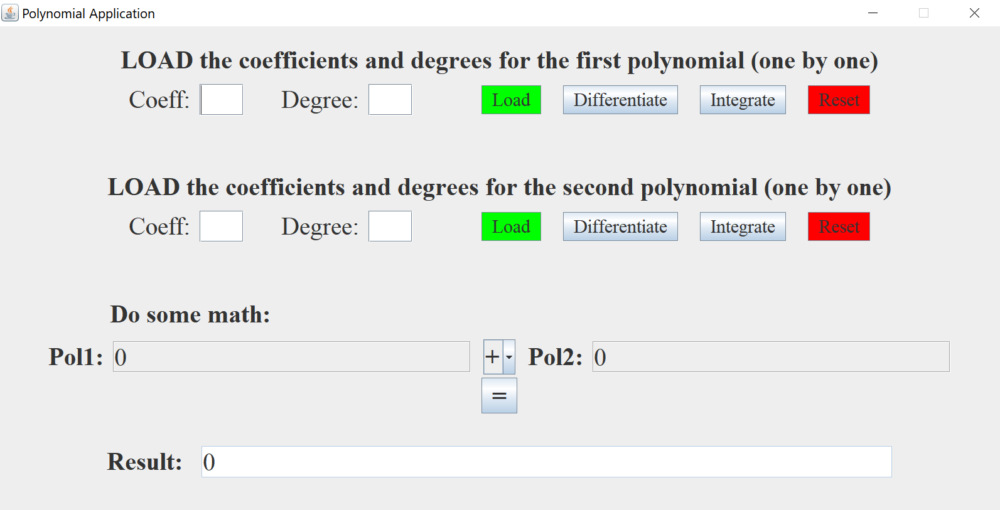 Polynomial Application
LOAD the coefficients and degrees for the first polynomial (one by one)
Coeff: Degree: Load Differentiate Integrate Reset
LOAD the coefficients and degrees for the second polynomial (one by one)
Coeff: Degree: Load Differentiate Integrate Reset
Do some math:
Pol1: 0 + Pol2: 0
=
Result: 0